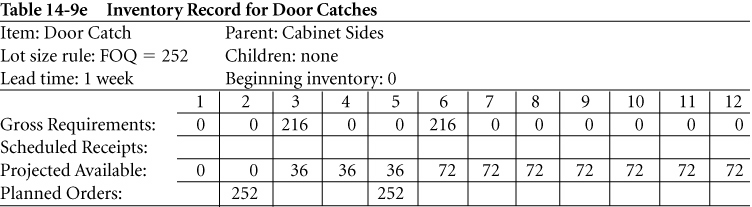 Table 14-9e Inventory Record for Door Catches
Item: Door Catch Parent: Cabinet Sides
Lot size rule: FOQ = 252 Children: none
Lead time: 1 week Beginning inventory: 0
1 2 3 4 5 6 7 8 9 10 11 12
Gross Requirements: 0 0 216 0 0 216 0 0 0 0 0 0
Scheduled Receipts:
Projected Available: 0 0 36 36 36 72 72 72 72 72 72 72
Planned Orders: 252 252